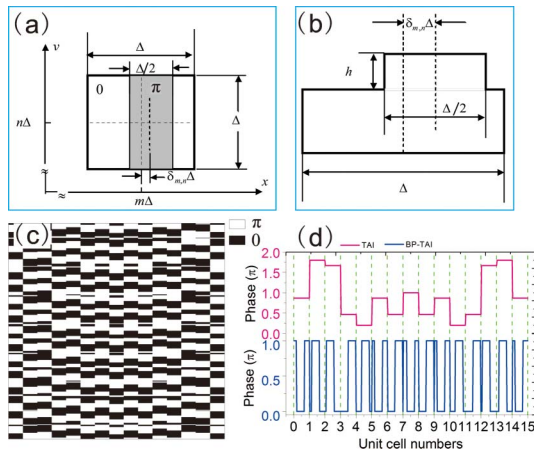 (a)
v
Δ
Δ/2
0
π
Δ
nΔ
δm,nΔ
≈
≈
mΔ
x
(b)
δm,nΔ
h
Δ/2
Δ
(c)
π
0
(d)
TAI
BP-TAI
Phase (π)
2.0
1.5
1.0
0.5
0.0
Phase (π)
1.0
0.5
0.0
0 1 2 3 4 5 6 7 8 9 10 11 12 13 14 15
Unit cell numbers